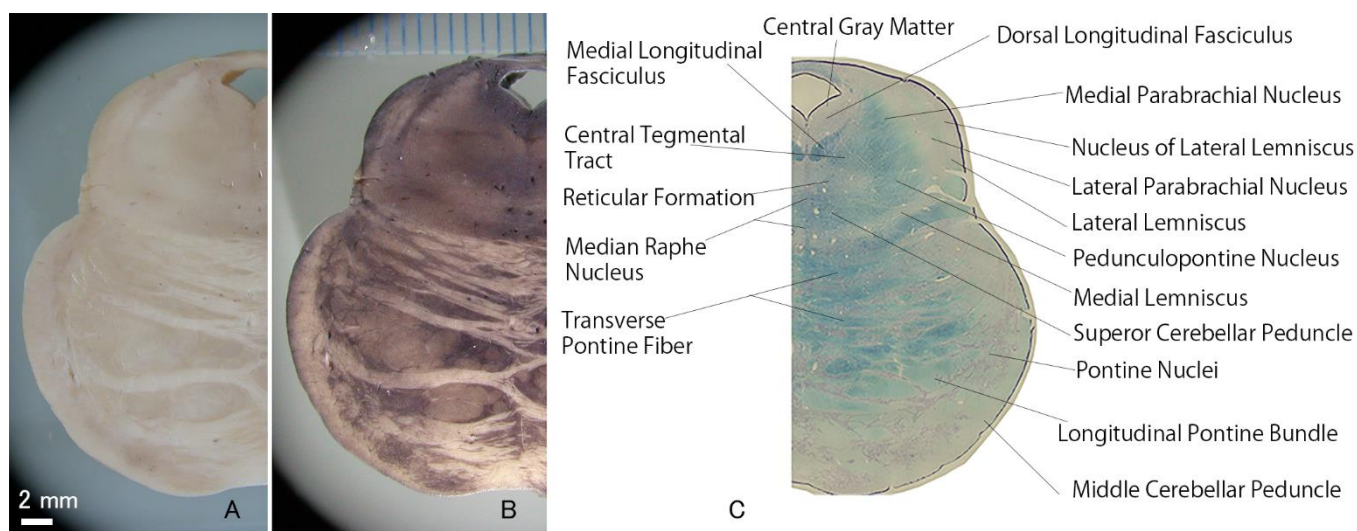 2 mm
A
B
C
Central Gray Matter
Medial Longitudinal
Fasciculus
Central Tegmental
Tract
Reticular Formation
Median Raphe
Nucleus
Transverse
Pontine Fiber
Dorsal Longitudinal Fasciculus
Medial Parabrachial Nucleus
Nucleus of Lateral Lemniscus
Lateral Parabrachial Nucleus
Lateral Lemniscus
Pedunculopontine Nucleus
Medial Lemniscus
Superor Cerebellar Peduncle
Pontine Nuclei
Longitudinal Pontine Bundle
Middle Cerebellar Peduncle